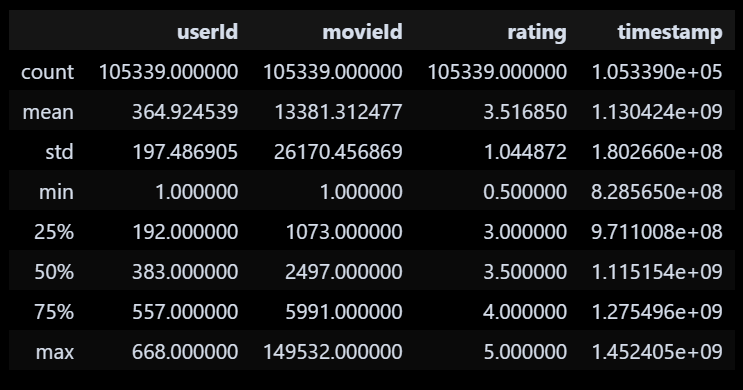 userId movieId rating timestamp
count 105339.000000 105339.000000 105339.000000 1.053390e+05
mean 364.924539 13381.312477 3.516850 1.130424e+09
std 197.486905 26170.456869 1.044872 1.802660e+08
min 1.000000 1.000000 0.500000 8.285650e+08
25% 192.000000 1073.000000 3.000000 9.711008e+08
50% 383.000000 2497.000000 3.500000 1.115154e+09
75% 557.000000 5991.000000 4.000000 1.275496e+09
max 668.000000 149532.000000 5.000000 1.452405e+09